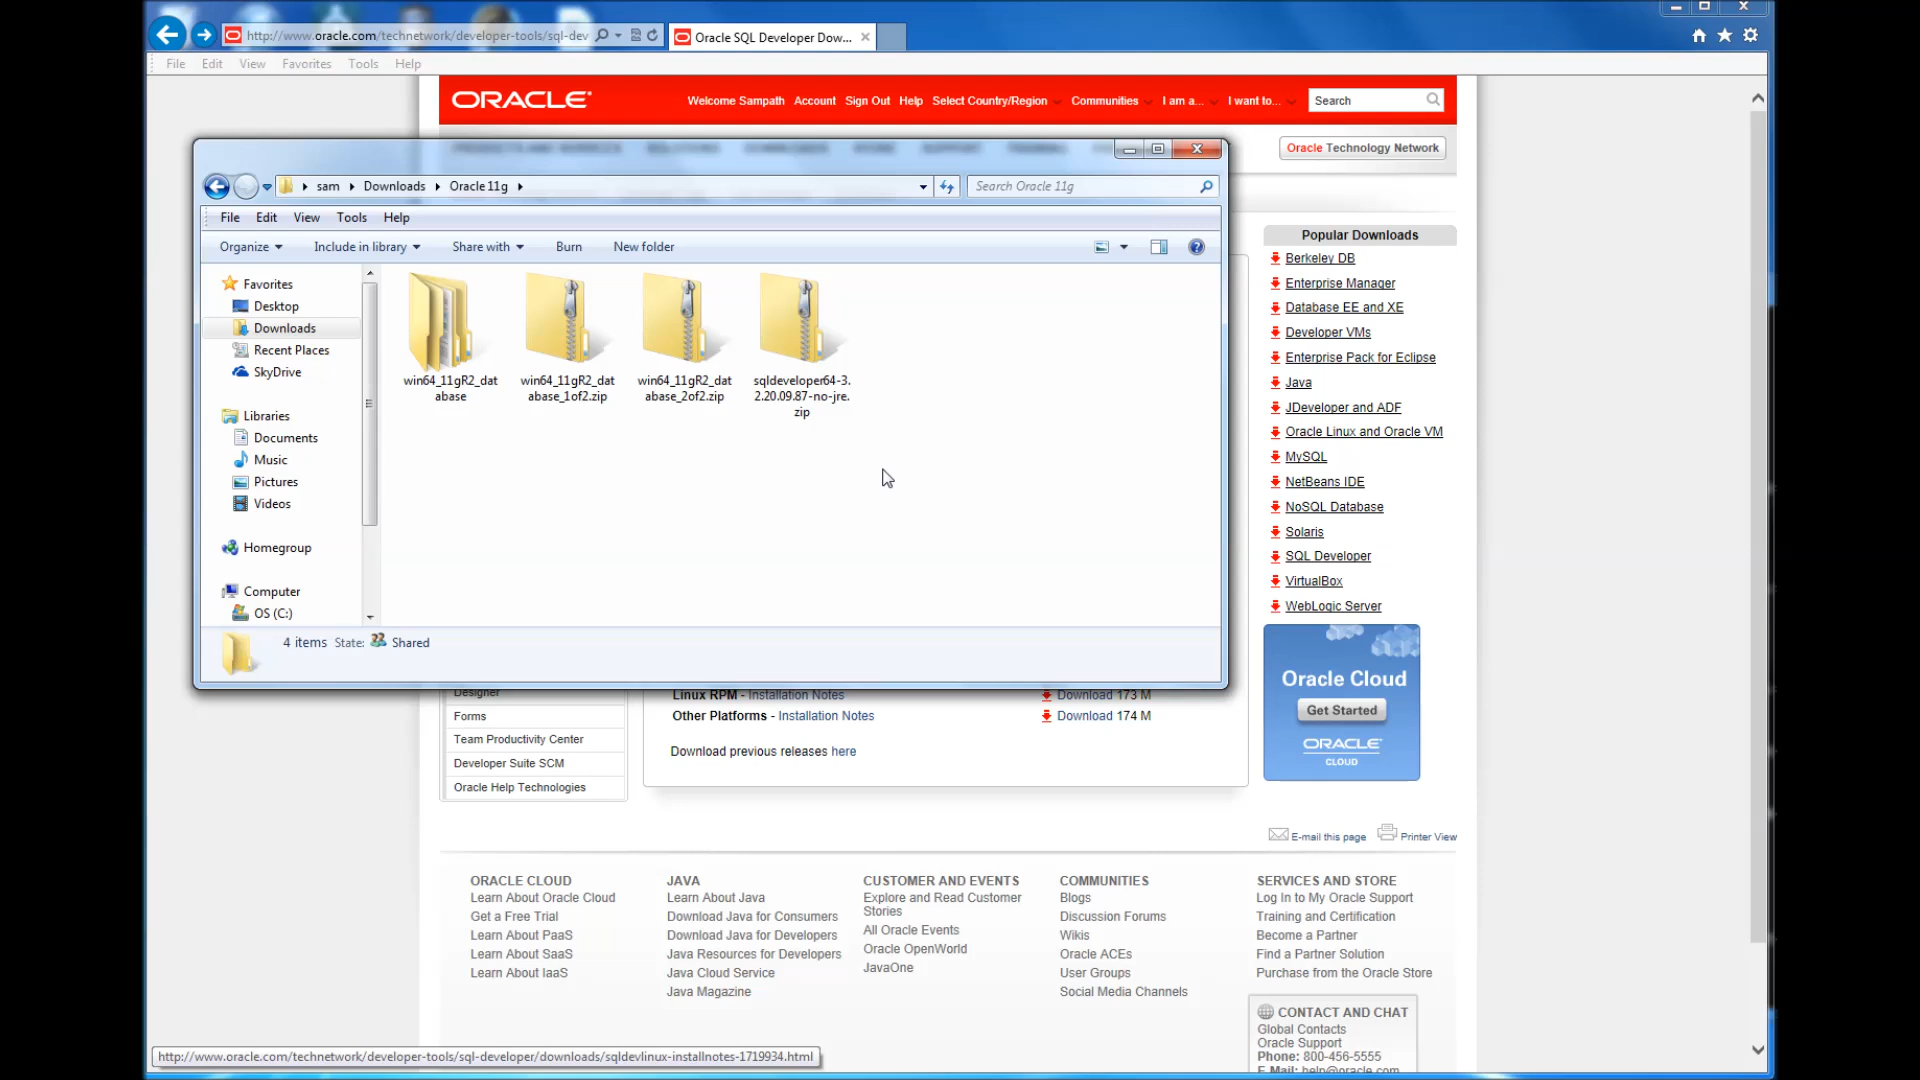 http://www.oracle.com/technetwork/developer-tools/sql-dev
Oracle SQL Developer Dow...
File Edit View Favorites Tools Help
ORACLE
Welcome Sampath Account Sign Out Help Select Country/Region Communities I am a... I want to... Search
Oracle Technology Network
sam Downloads Oracle 11g
Search Oracle 11g
File Edit View Tools Help
Organize Include in library Share with Burn New folder
Favorites
Desktop
Downloads
Recent Places
SkyDrive
Libraries
Documents
Music
Pictures
Videos
Homegroup
Computer
OS (C:)
win64_11gR2_dat
abase
win64_11gR2_dat
abase_1of2.zip
win64_11gR2_dat
abase_2of2.zip
sqldeveloper64-3.
2.20.09.87-no-jre.
zip
4 items State: Shared
Popular Downloads
Berkeley DB
Enterprise Manager
Database EE and XE
Developer VMs
Enterprise Pack for Eclipse
Java
JDeveloper and ADF
Oracle Linux and Oracle VM
MySQL
NetBeans IDE
NoSQL Database
Solaris
SQL Developer
VirtualBox
WebLogic Server
Oracle Cloud
Get Started
ORACLE
CLOUD
Designer
Forms
Team Productivity Center
Developer Suite SCM
Oracle Help Technologies
Linux RPM - Installation Notes Download 173 M
Other Platforms - Installation Notes Download 174 M
Download previous releases here
E-mail this page Printer View
ORACLE CLOUD
Learn About Oracle Cloud
Get a Free Trial
Learn About PaaS
Learn About SaaS
Learn About IaaS
JAVA
Learn About Java
Download Java for Consumers
Download Java for Developers
Java Resources for Developers
Java Cloud Service
Java Magazine
CUSTOMER AND EVENTS
Explore and Read Customer
Stories
All Oracle Events
Oracle OpenWorld
JavaOne
COMMUNITIES
Blogs
Discussion Forums
Wikis
Oracle ACEs
User Groups
Social Media Channels
SERVICES AND STORE
Log In to My Oracle Support
Training and Certification
Become a Partner
Find a Partner Solution
Purchase from the Oracle Store
CONTACT AND CHAT
Global Contacts
Oracle Support
Phone: 800-456-5555
E-Mail: help@oracle.com
http://www.oracle.com/technetwork/developer-tools/sql-developer/downloads/sqldevlinux-installnotes-1719934.html